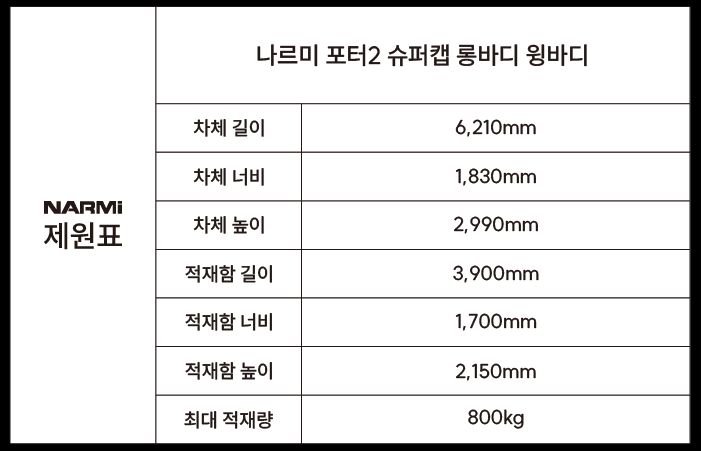 나르미 포터2 슈퍼캡 롱바디 윙바디
NARMi
제원표
차체 길이 6,210mm
차체 너비 1,830mm
차체 높이 2,990mm
적재함 길이 3,900mm
적재함 너비 1,700mm
적재함 높이 2,150mm
최대 적재량 800kg